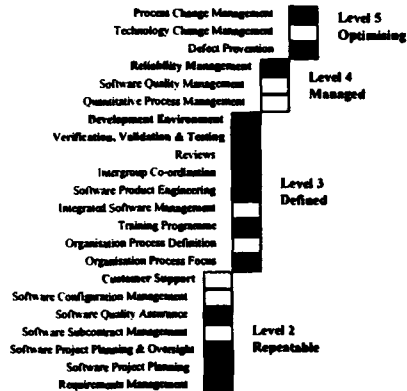 Process Change Management
Technology Change Management
Defect Prevention
Level 5
Optimising
Reliability Management
Software Quality Management
Quantitative Process Management
Level 4
Managed
Development Environment
Verification, Validation & Testing
Reviews
Intergroup Co-ordination
Software Product Engineering
Integrated Software Management
Training Programme
Organisation Process Definition
Organisation Process Focus
Level 3
Defined
Customer Support
Software Configuration Management
Software Quality Assurance
Software Subcontract Management
Software Project Planning & Oversight
Software Project Planning
Requirements Management
Level 2
Repeatable